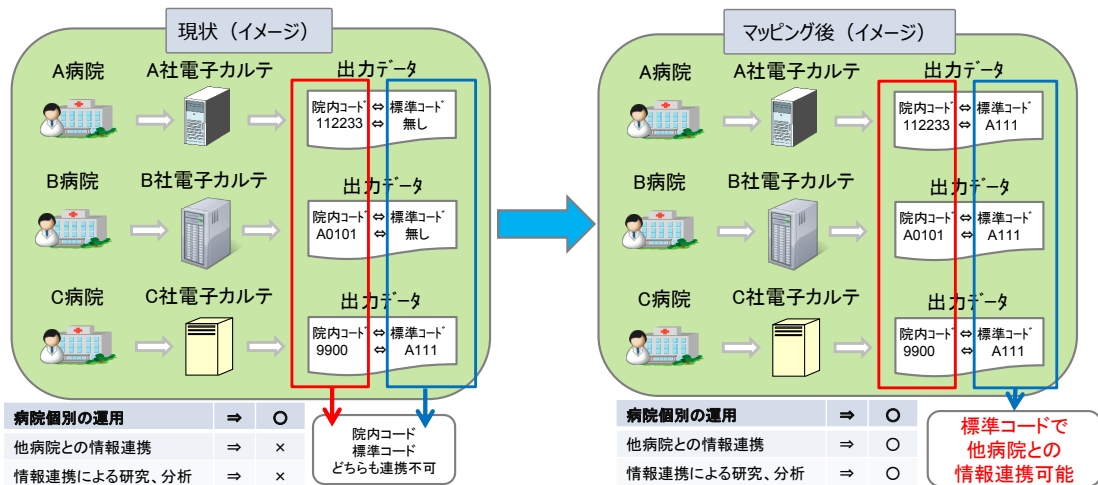 現状（イメージ）
A病院
A社電子カルテ
出力データ
院内コード ⇔ 標準コード
112233 ⇔ 無し
B病院
B社電子カルテ
出力データ
院内コード ⇔ 標準コード
A0101 ⇔ 無し
C病院
C社電子カルテ
出力データ
院内コード ⇔ 標準コード
9900 ⇔ A111
病院個別の運用 ⇒ 〇
他病院との情報連携 ⇒ ×
情報連携による研究、分析 ⇒ ×
院内コード
標準コード
どちらも連携不可
マッピング後（イメージ）
A病院
A社電子カルテ
出力データ
院内コード ⇔ 標準コード
112233 ⇔ A111
B病院
B社電子カルテ
出力データ
院内コード ⇔ 標準コード
A0101 ⇔ A111
C病院
C社電子カルテ
出力データ
院内コード ⇔ 標準コード
9900 ⇔ A111
病院個別の運用 ⇒ 〇
他病院との情報連携 ⇒ 〇
情報連携による研究、分析 ⇒ 〇
標準コードで
他病院との
情報連携可能